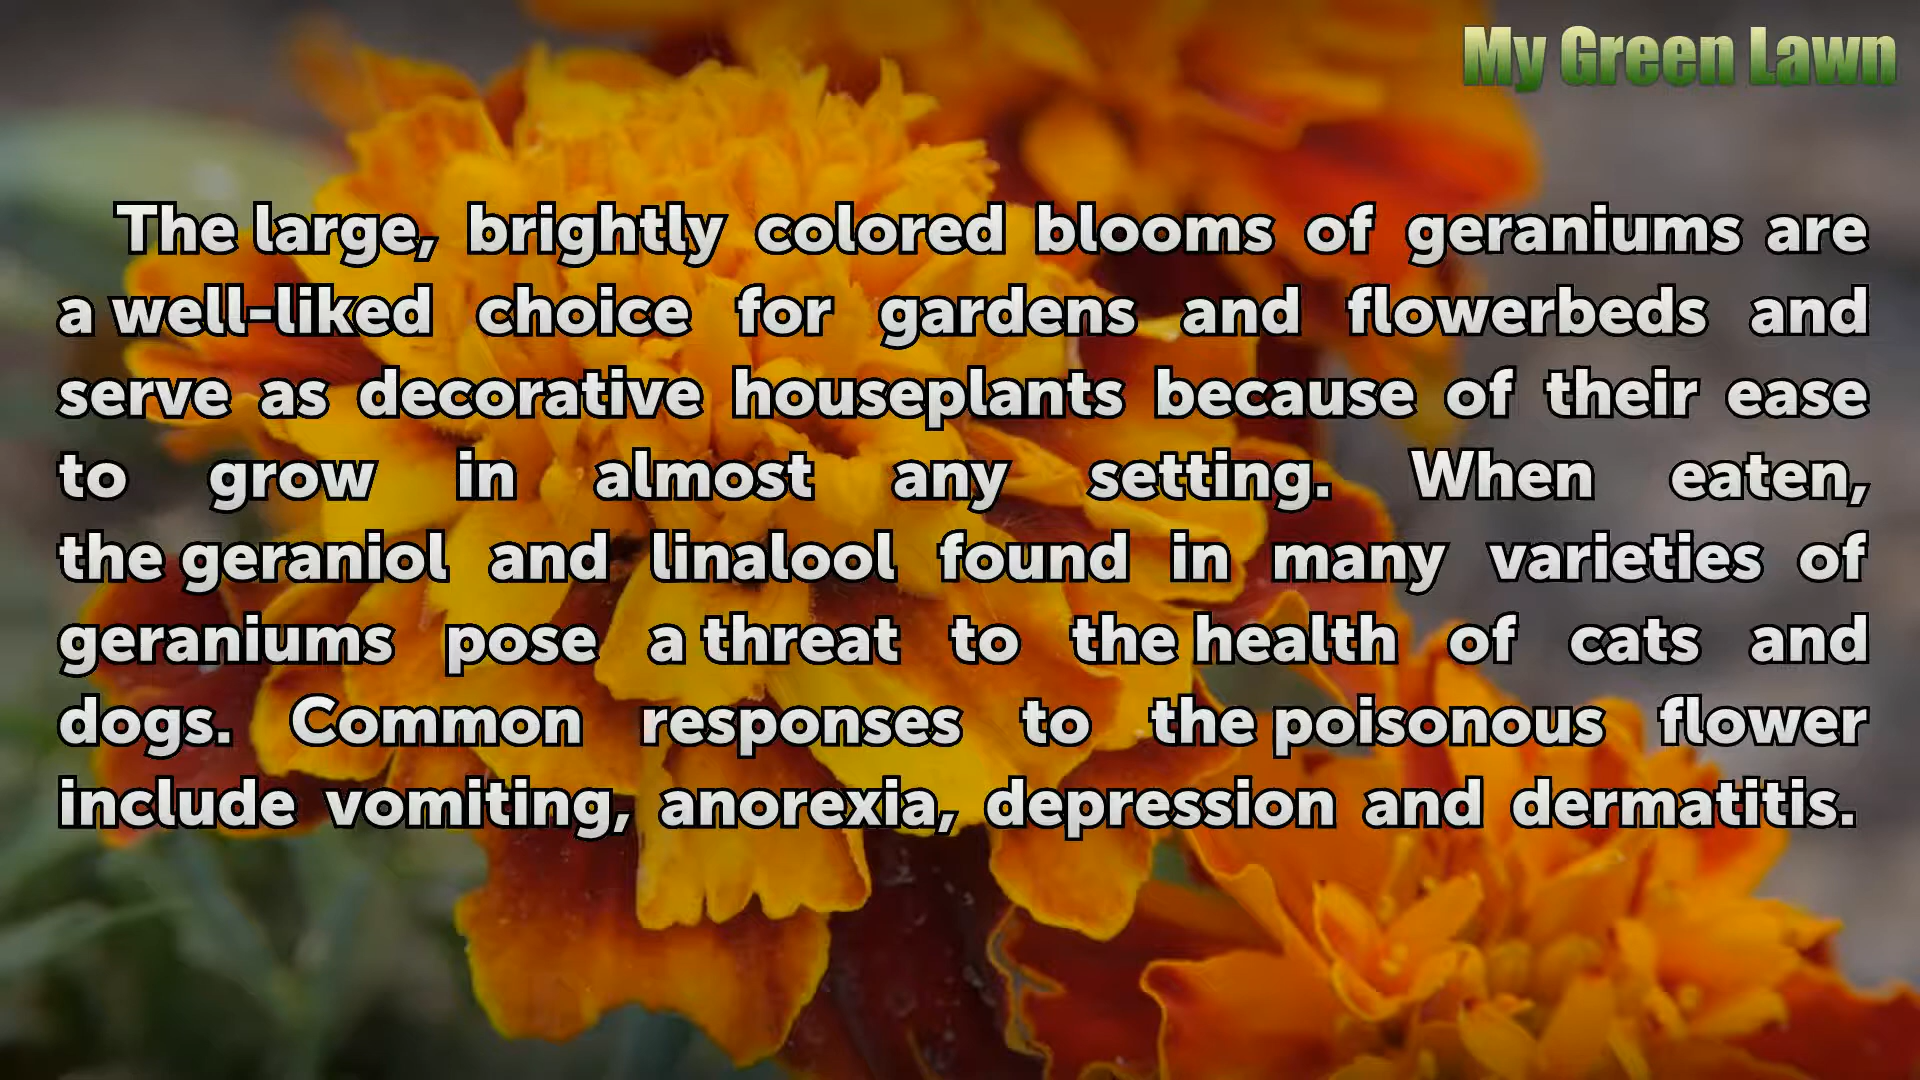 My Green Lawn
The large, brightly colored blooms of geraniums are
a well-liked choice for gardens and flowerbeds and
serve as decorative houseplants because of their ease
to grow in almost any setting. When eaten,
the geraniol and linalool found in many varieties of
geraniums pose a threat to the health of cats and
dogs. Common responses to the poisonous flower
include vomiting, anorexia, depression and dermatitis.